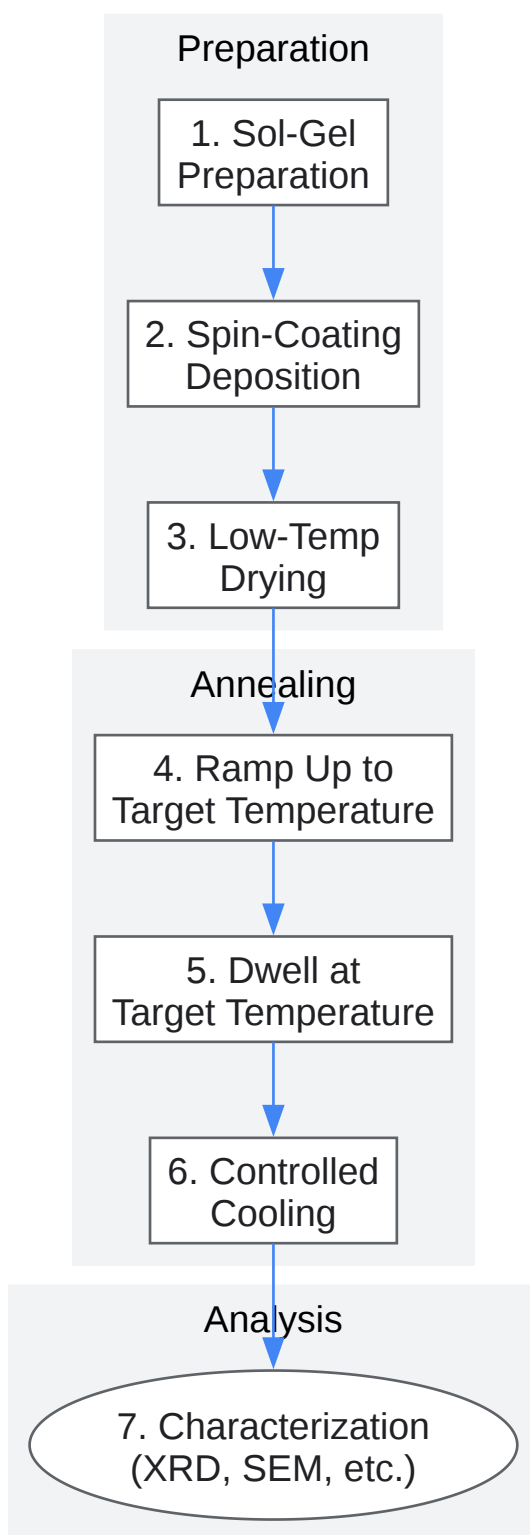 Preparation
1. Sol-Gel
Preparation
2. Spin-Coating
Deposition
3. Low-Temp
Drying
Annealing
4. Ramp Up to
Target Temperature
5. Dwell at
Target Temperature
6. Controlled
Cooling
Analysis
7. Characterization
(XRD, SEM, etc.)